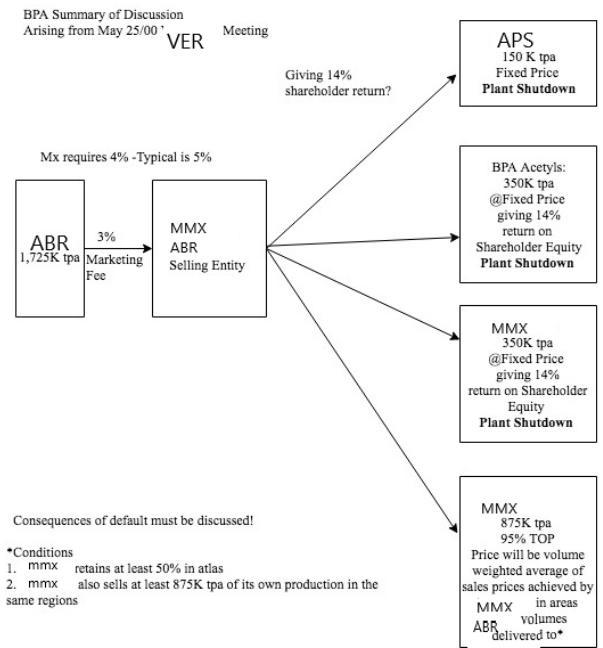 BPA Summary of Discussion
Arising from May 25/00 ' VER Meeting
Giving 14%
shareholder return?
APS
150 K tpa
Fixed Price
Plant Shutdown
Mx requires 4% -Typical is 5%
ABR
1,725K tpa
3%
Marketing
Fee
MMX
ABR
Selling Entity
BPA Acetyls:
350K tpa
@Fixed Price
giving 14%
return on
Shareholder Equity
Plant Shutdown
MMX
350K tpa
@Fixed Price
giving 14%
return on Shareholder
Equity
Plant Shutdown
MMX
875K tpa
95% TOP
Price will be volume
weighted average of
sales prices achieved by
MMX in areas
ABR volumes
delivered to*
Consequences of default must be discussed!
*Conditions
1. mmx retains at least 50% in atlas
2. mmx also sells at least 875K tpa of its own production in the
same regions